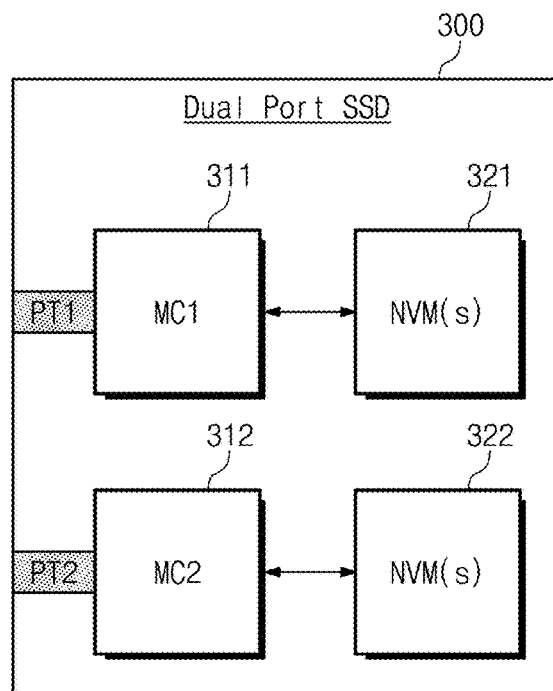 300
Dual Port SSD
311
321
PT1
MC1
NVM(s)
312
322
PT2
MC2
NVM(s)